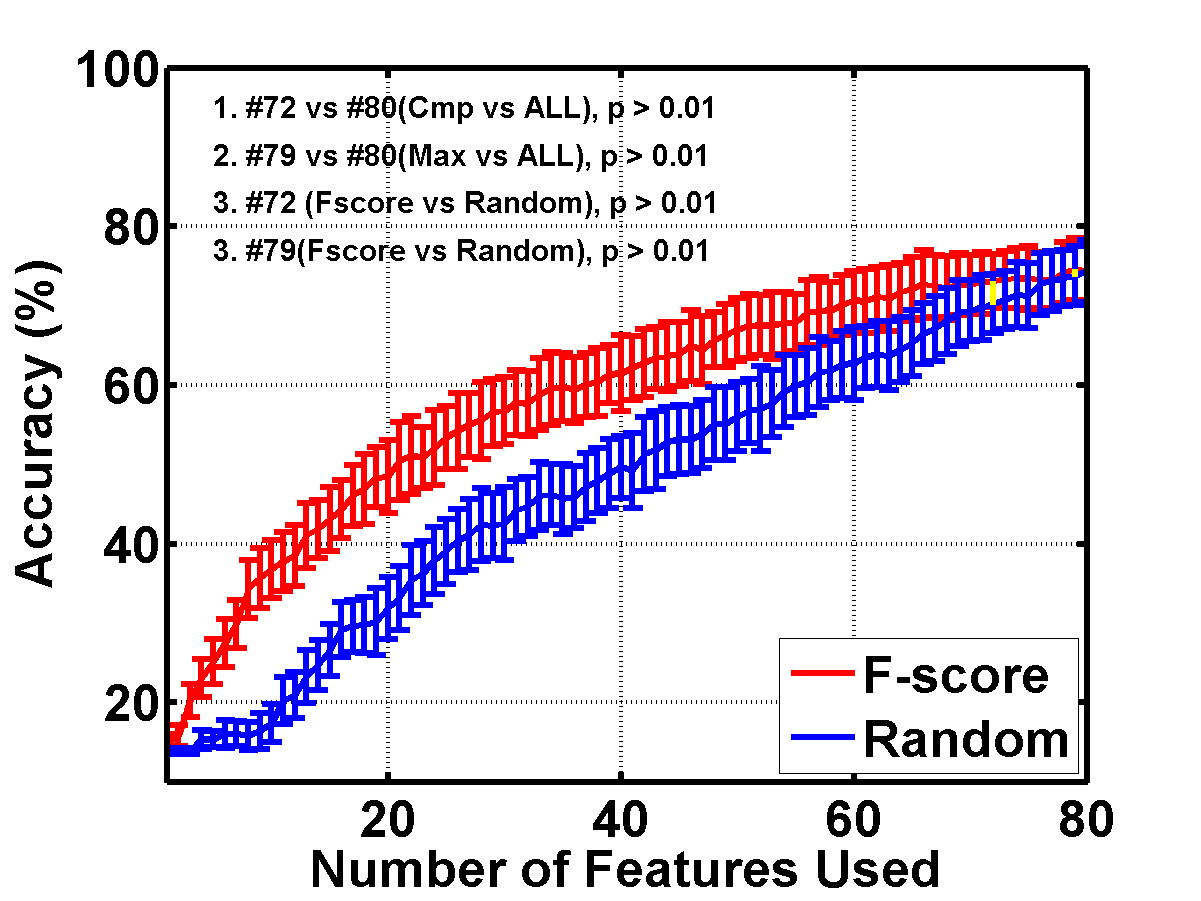 100
1. #72 vs #80(Cmp vs ALL), p > 0.01
2. #79 vs #80(Max vs ALL), p > 0.01
3. #72 (Fscore vs Random), p > 0.01
80
3. #79(Fscore vs Random), p > 0.01
Accuracy (%)
60
40
20
F-score
Random
20 40 60 80
Number of Features Used